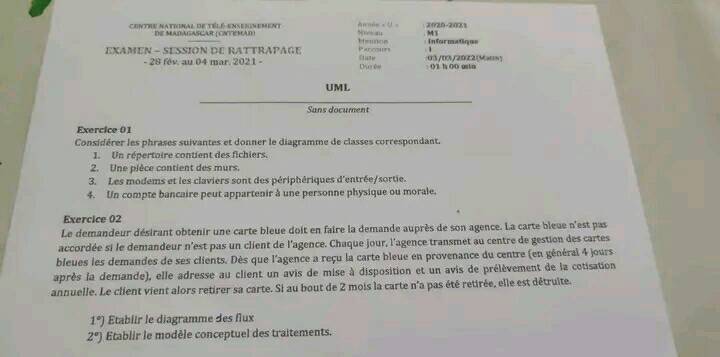 CENTRE NATIONAL DE TÉLÉ-ENSEIGNEMENT
DE MADAGASCAR (CNTEMAD)
EXAMEN – SESSION DE RATTRAPAGE
- 28 fév. au 04 mar. 2021 -
Année « U » : 2020-2021
Niveau : M1
Mention : Informatique
Parcours : I
Date : 03/03/2022(Matin)
Durée : 01 h 00 min
UML
Sans document
Exercice 01
Considérer les phrases suivantes et donner le diagramme de classes correspondant.
1. Un répertoire contient des fichiers.
2. Une pièce contient des murs.
3. Les modems et les claviers sont des périphériques d'entrée/sortie.
4. Un compte bancaire peut appartenir à une personne physique ou morale.
Exercice 02
Le demandeur désirant obtenir une carte bleue doit en faire la demande auprès de son agence. La carte bleue n'est pas
accordée si le demandeur n'est pas un client de l'agence. Chaque jour, l'agence transmet au centre de gestion des cartes
bleues les demandes de ses clients. Dès que l'agence a reçu la carte bleue en provenance du centre (en général 4 jours
après la demande), elle adresse au client un avis de mise à disposition et un avis de prélèvement de la cotisation
annuelle. Le client vient alors retirer sa carte. Si au bout de 2 mois la carte n'a pas été retirée, elle est détruite.
1°) Etablir le diagramme des flux
2°) Etablir le modèle conceptuel des traitements.